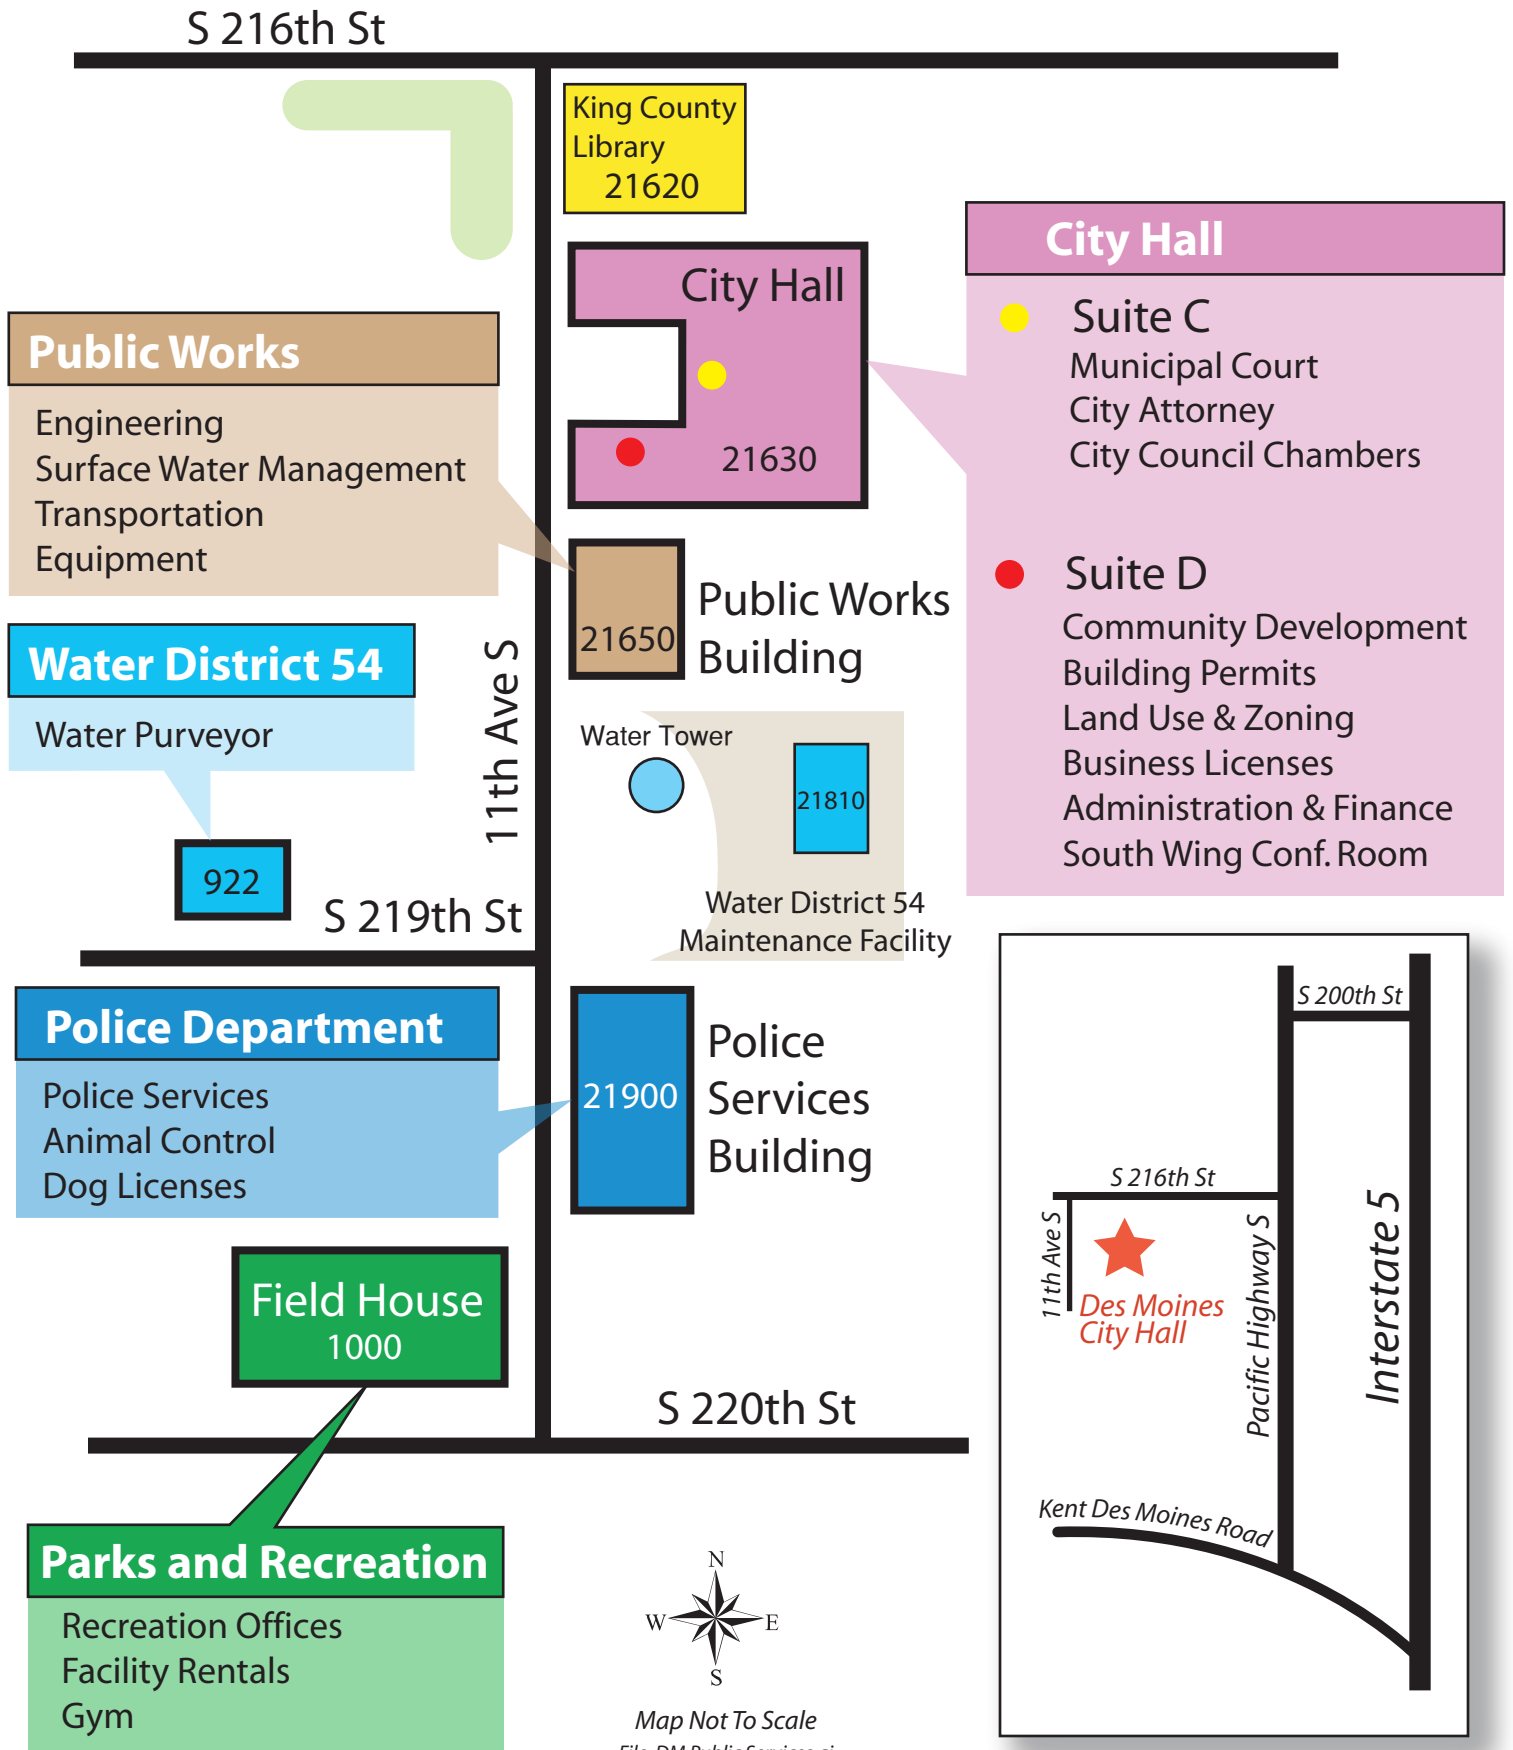 S 216th St
King County
Library
21620
City Hall
21630
City Hall
Suite C
Municipal Court
City Attorney
City Council Chambers
Suite D
Community Development
Building Permits
Land Use & Zoning
Business Licenses
Administration & Finance
South Wing Conf. Room
Public Works
Engineering
Surface Water Management
Transportation
Equipment
21650
Public Works
Building
Water District 54
Water Purveyor
922
11th Ave S
Water Tower
21810
Water District 54
Maintenance Facility
S 219th St
Police Department
Police Services
Animal Control
Dog Licenses
21900
Police
Services
Building
Field House
1000
S 220th St
Parks and Recreation
Recreation Offices
Facility Rentals
Gym
N
W
E
S
Map Not To Scale
S 200th St
S 216th St
11th Ave S
Des Moines
City Hall
Pacific Highway S
Interstate 5
Kent Des Moines Road